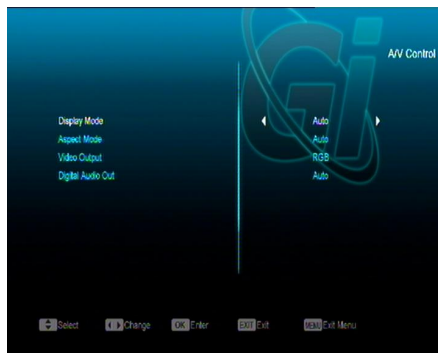 A/V Control
Display Mode Auto
Aspect Mode Auto
Video Output RGB
Digital Audio Out Auto
Select Change OK Enter EXIT Exit MENU Exit Menu